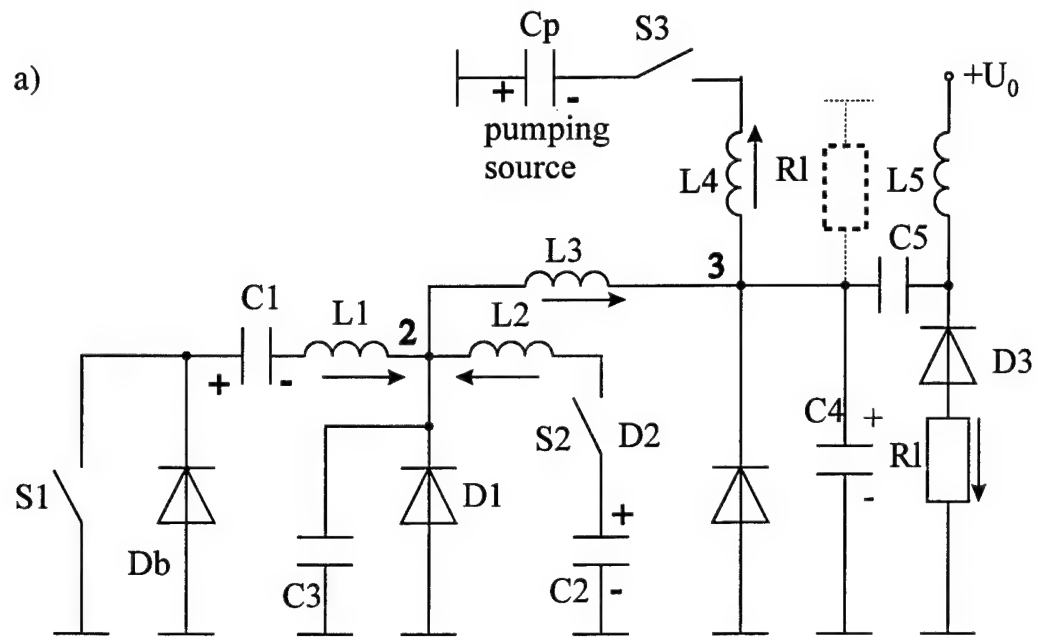 a)
Cp
S3
+U0
+
-
pumping
source
L4
Rl
L5
C5
L3
3
C1
L1
2
L2
+
-
D3
S2
D2
C4
+
Rl
S1
D1
+
-
Db
C3
C2
-